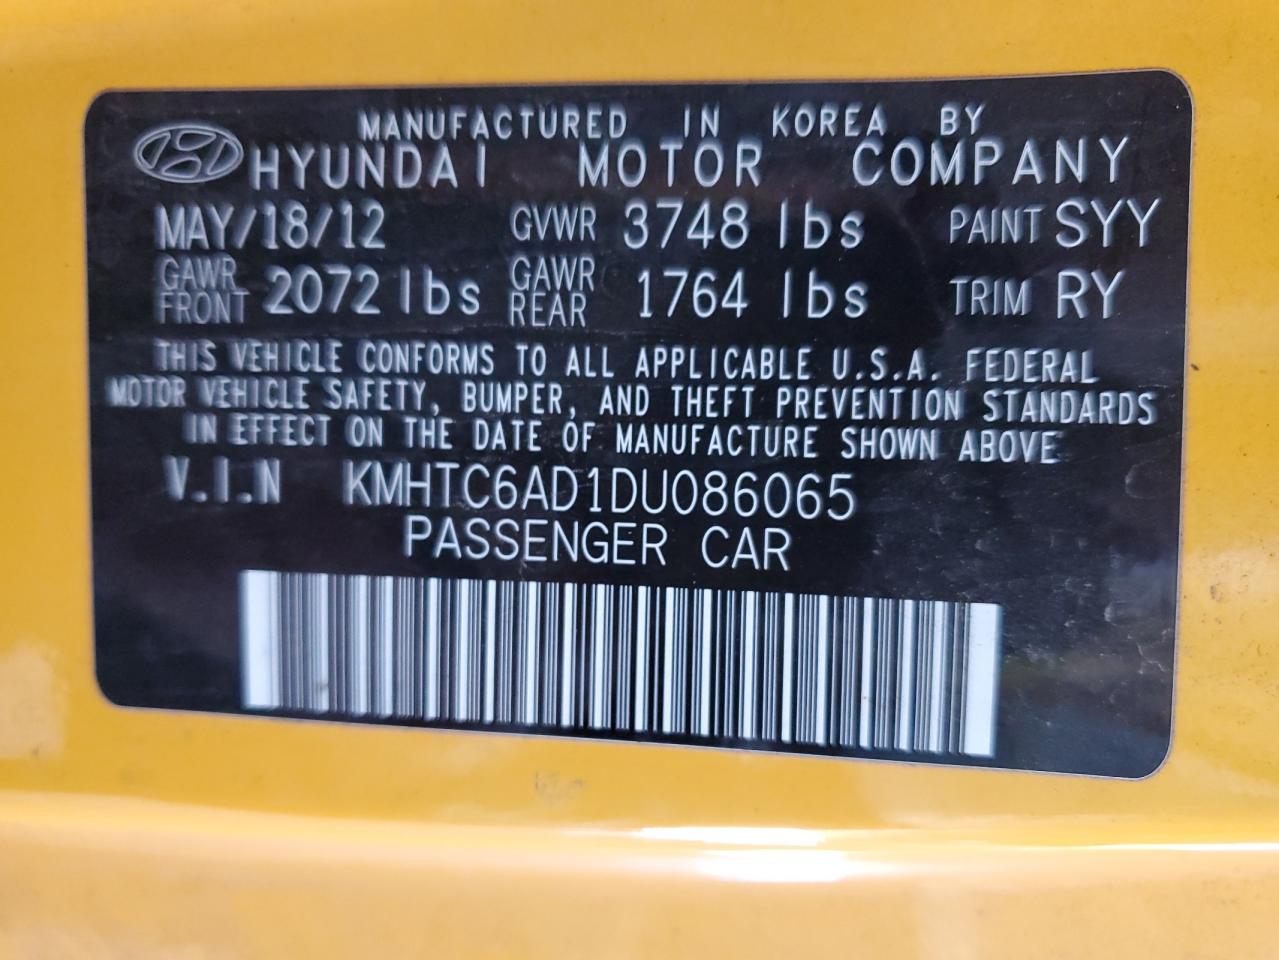 MANUFACTURED IN KOREA BY
HYUNDAI MOTOR COMPANY
MAY/18/12 GVWR 3748 lbs PAINT SYY
GAWR FRONT 2072 lbs GAWR REAR 1764 lbs TRIM RY
THIS VEHICLE CONFORMS TO ALL APPLICABLE U.S.A. FEDERAL
MOTOR VEHICLE SAFETY, BUMPER, AND THEFT PREVENTION STANDARDS
IN EFFECT ON THE DATE OF MANUFACTURE SHOWN ABOVE
V.I.N KMHTC6AD1DU086065
PASSENGER CAR